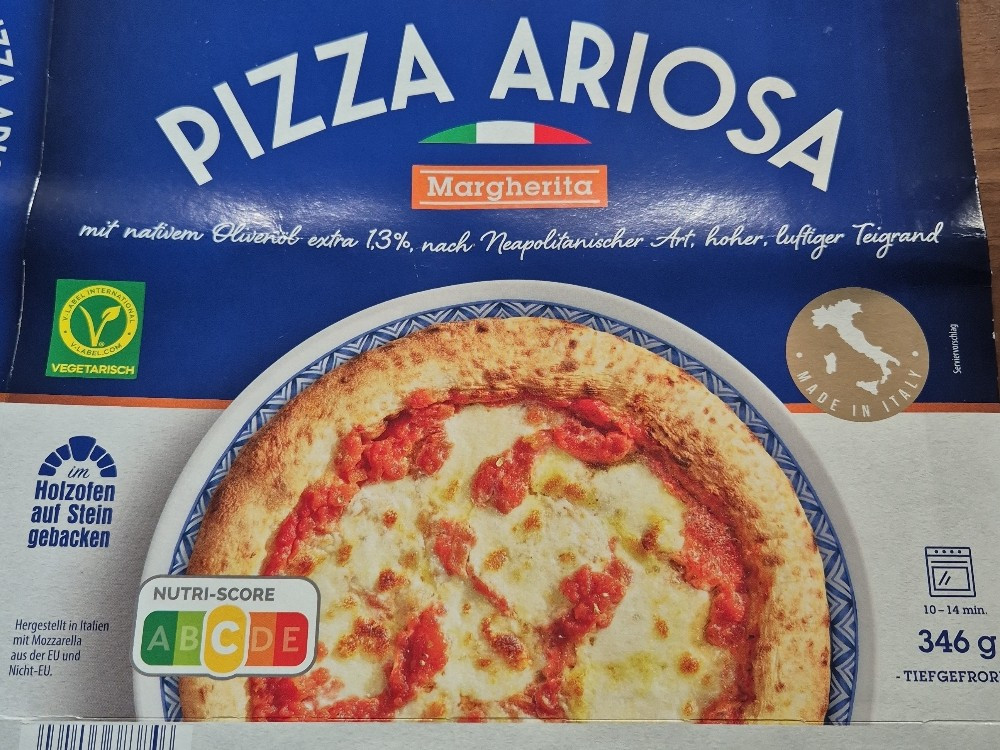 PIZZA ARIOSA
Margherita
mit nativem Olivenöl extra 1,3%, nach Neapolitanischer Art, hoher, luftiger Teigrand
V-LABEL INTERNATIONAL
V-LABEL.COM
VEGETARISCH
MADE IN ITALY
Serviervorschlag
im
Holzofen
auf Stein
gebacken
NUTRI-SCORE
A B C D E
Hergestellt in Italien
mit Mozzarella
aus der EU und
Nicht-EU.
10 – 14 min.
346 g
- TIEFGEFROR